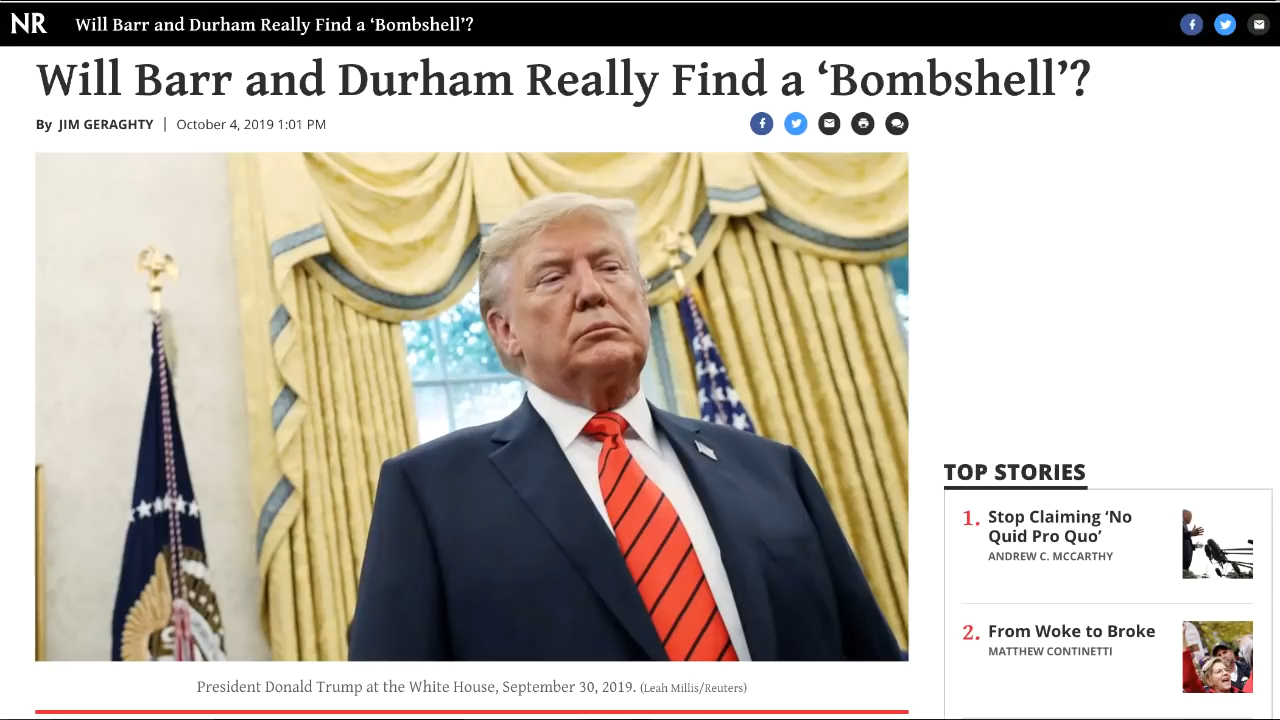 NR Will Barr and Durham Really Find a ‘Bombshell’?
Will Barr and Durham Really Find a ‘Bombshell’?
By JIM GERAGHTY | October 4, 2019 1:01 PM
President Donald Trump at the White House, September 30, 2019. (Leah Millis/Reuters)
TOP STORIES
1. Stop Claiming ‘No
Quid Pro Quo’
ANDREW C. MCCARTHY
2. From Woke to Broke
MATTHEW CONTINETTI